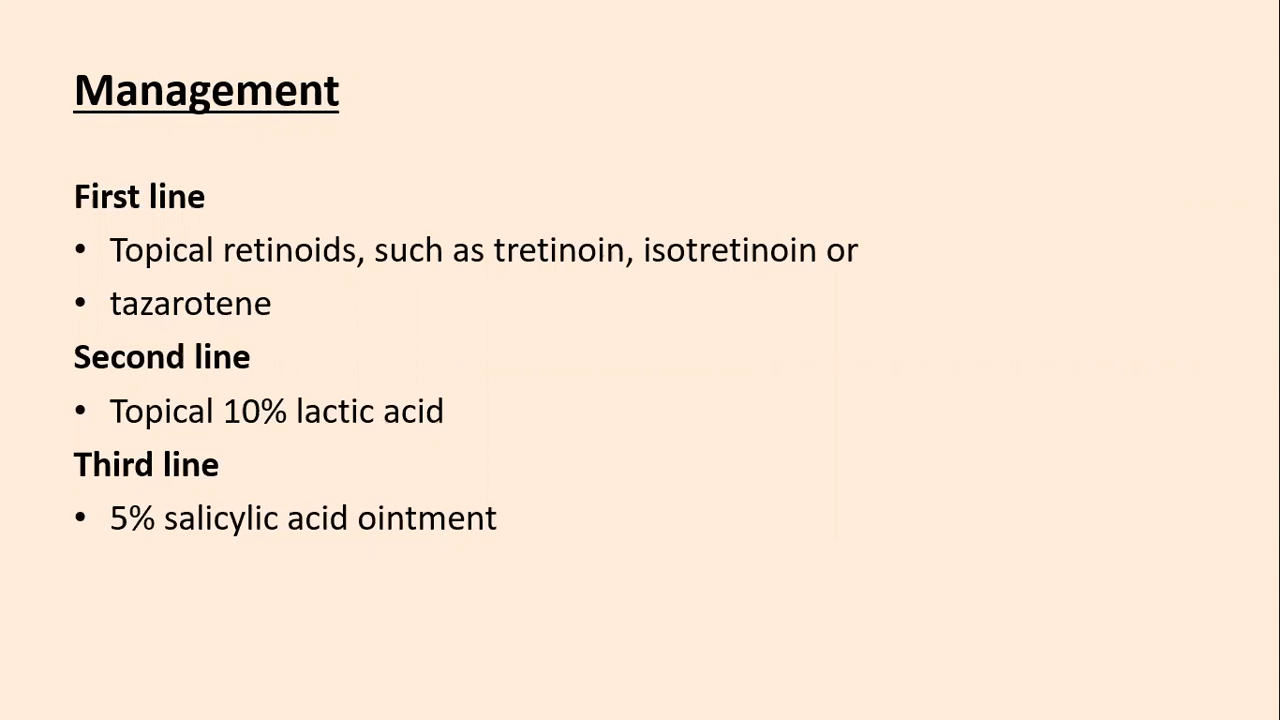 Management
First line
• Topical retinoids, such as tretinoin, isotretinoin or
• tazarotene
Second line
• Topical 10% lactic acid
Third line
• 5% salicylic acid ointment